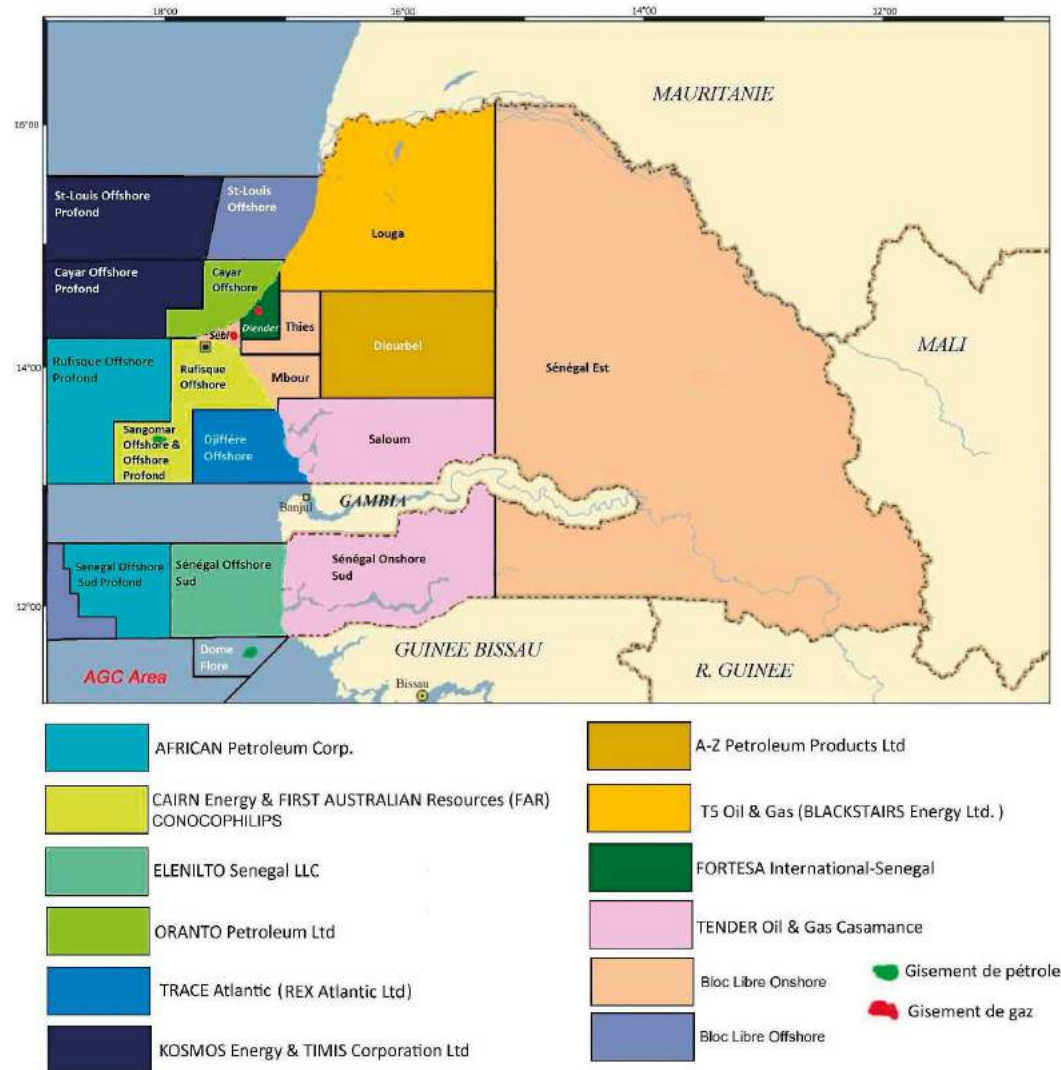 18°00
16°00
14°00
12°00
16°00
14°00
12°00
MAURITANIE
St-Louis Offshore
Profond
St-Louis
Offshore
Louga
Cayar Offshore
Profond
Cayar
Offshore
Diender
Sébi
Thies
Mbour
Diourbel
Sénégal Est
MALI
Rufisque Offshore
Profond
Rufisque
Offshore
Sangomar
Offshore &
Offshore
Profond
Djiffére
Offshore
Saloum
Banjul
GAMBIA
Senegal Offshore
Sud Profond
Sénégal Offshore
Sud
Sénégal Onshore
Sud
Dome
Flore
AGC Area
GUINEE BISSAU
Bissau
R. GUINEE
AFRICAN Petroleum Corp.
CAIRN Energy & FIRST AUSTRALIAN Resources (FAR)
CONOCOPHILIPS
ELENILTO Senegal LLC
ORANTO Petroleum Ltd
TRACE Atlantic (REX Atlantic Ltd)
KOSMOS Energy & TIMIS Corporation Ltd
A-Z Petroleum Products Ltd
T5 Oil & Gas (BLACKSTAIRS Energy Ltd. )
FORTESA International-Senegal
TENDER Oil & Gas Casamance
Bloc Libre Onshore
Bloc Libre Offshore
Gisement de pétrole
Gisement de gaz